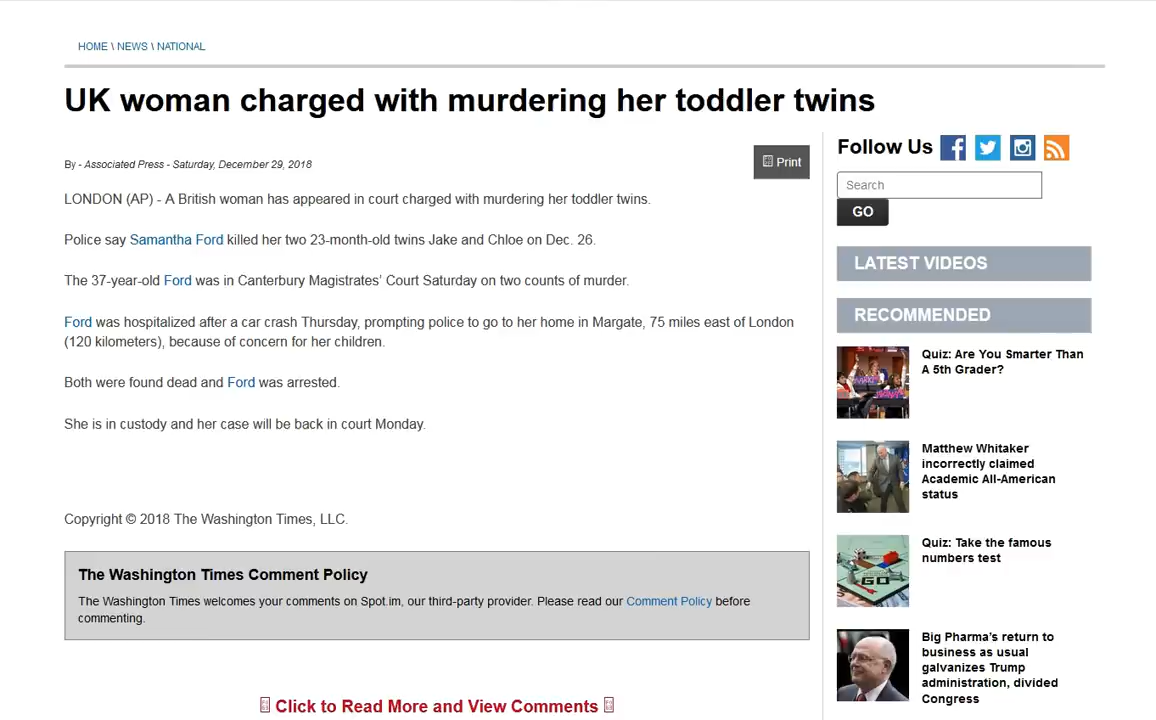 HOME \ NEWS \ NATIONAL
UK woman charged with murdering her toddler twins
By - Associated Press - Saturday, December 29, 2018
Print
LONDON (AP) - A British woman has appeared in court charged with murdering her toddler twins.
Police say Samantha Ford killed her two 23-month-old twins Jake and Chloe on Dec. 26.
The 37-year-old Ford was in Canterbury Magistrates’ Court Saturday on two counts of murder.
Ford was hospitalized after a car crash Thursday, prompting police to go to her home in Margate, 75 miles east of London
(120 kilometers), because of concern for her children.
Both were found dead and Ford was arrested.
She is in custody and her case will be back in court Monday.
Copyright © 2018 The Washington Times, LLC.
The Washington Times Comment Policy
The Washington Times welcomes your comments on Spot.im, our third-party provider. Please read our Comment Policy before
commenting.
Click to Read More and View Comments
Follow Us
Search
GO
LATEST VIDEOS
RECOMMENDED
Quiz: Are You Smarter Than
A 5th Grader?
Matthew Whitaker
incorrectly claimed
Academic All-American
status
Quiz: Take the famous
numbers test
GO
Big Pharma’s return to
business as usual
galvanizes Trump
administration, divided
Congress